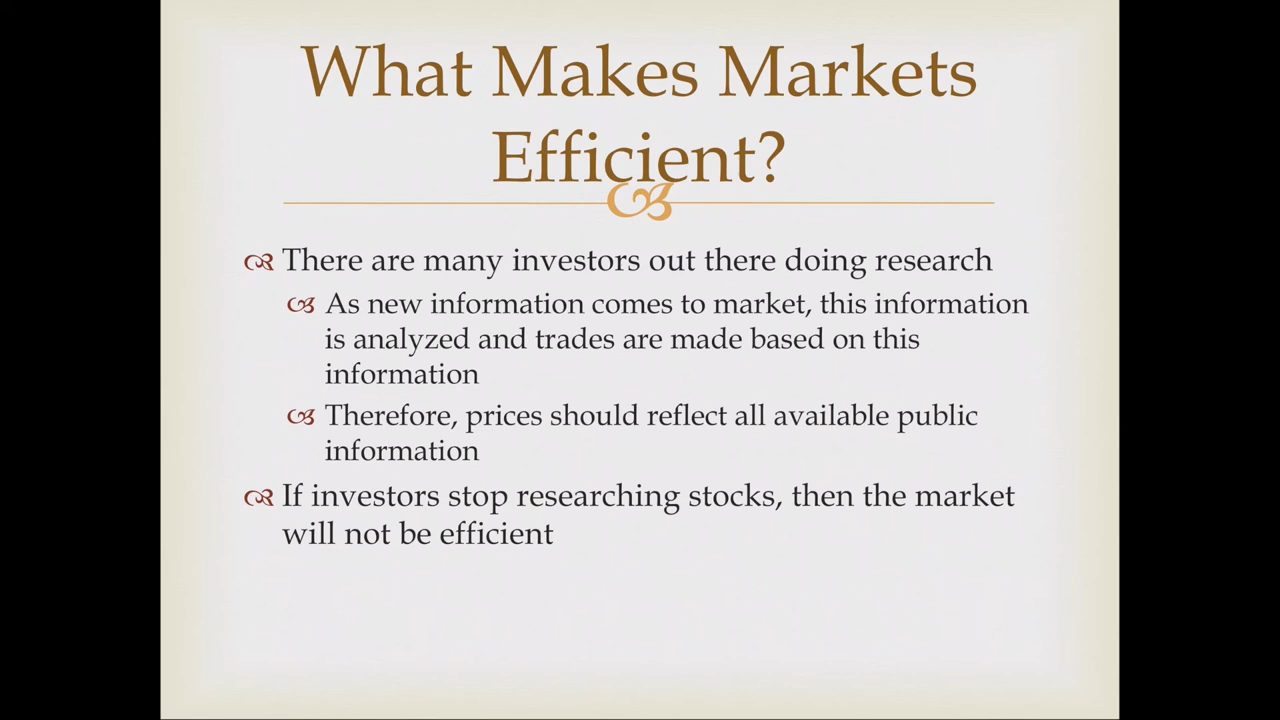 What Makes Markets
Efficient?
There are many investors out there doing research
As new information comes to market, this information
is analyzed and trades are made based on this
information
Therefore, prices should reflect all available public
information
If investors stop researching stocks, then the market
will not be efficient